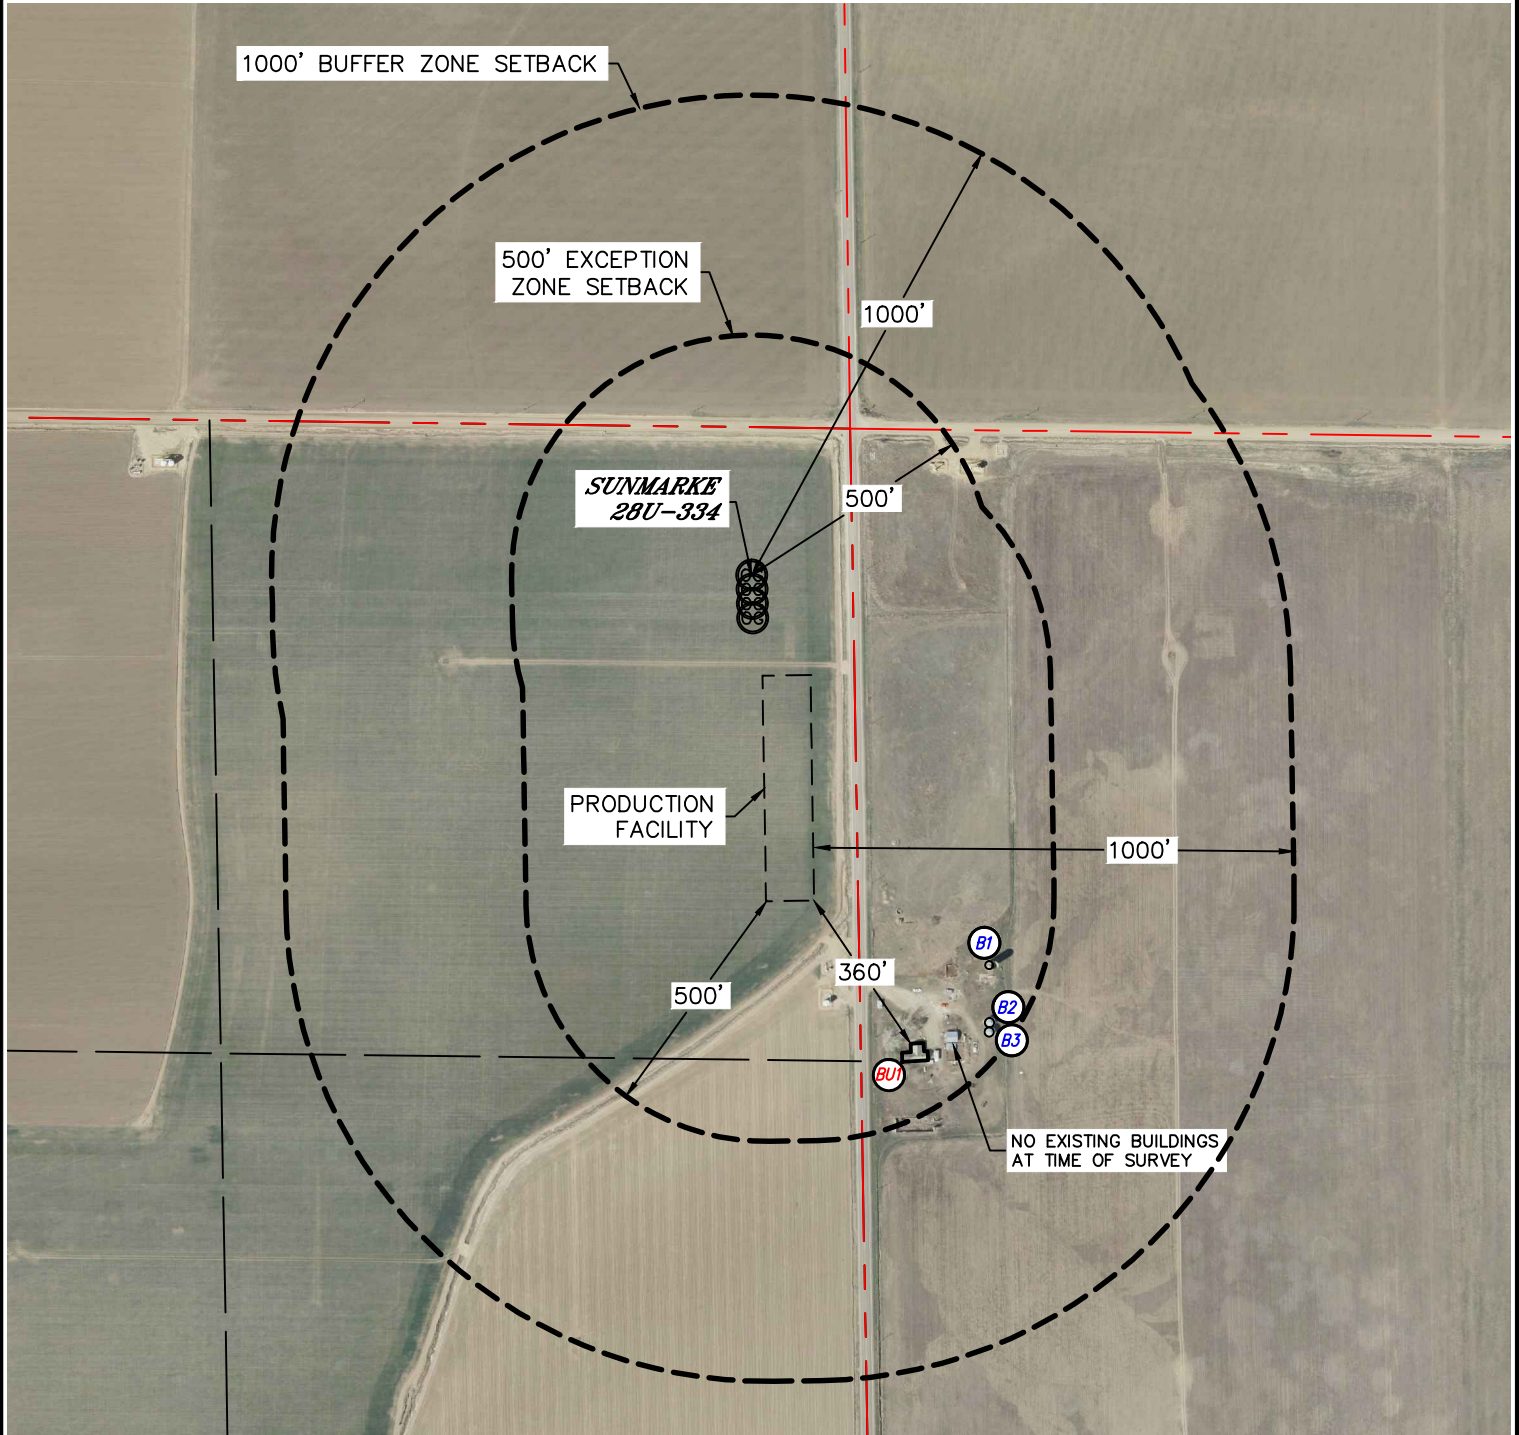 1000' BUFFER ZONE SETBACK
500' EXCEPTION
ZONE SETBACK
1000'
SUNMARKE
28U-334
500'
PRODUCTION
FACILITY
1000'
B1
360'
500'
B2
B3
BU1
NO EXISTING BUILDINGS
AT TIME OF SURVEY